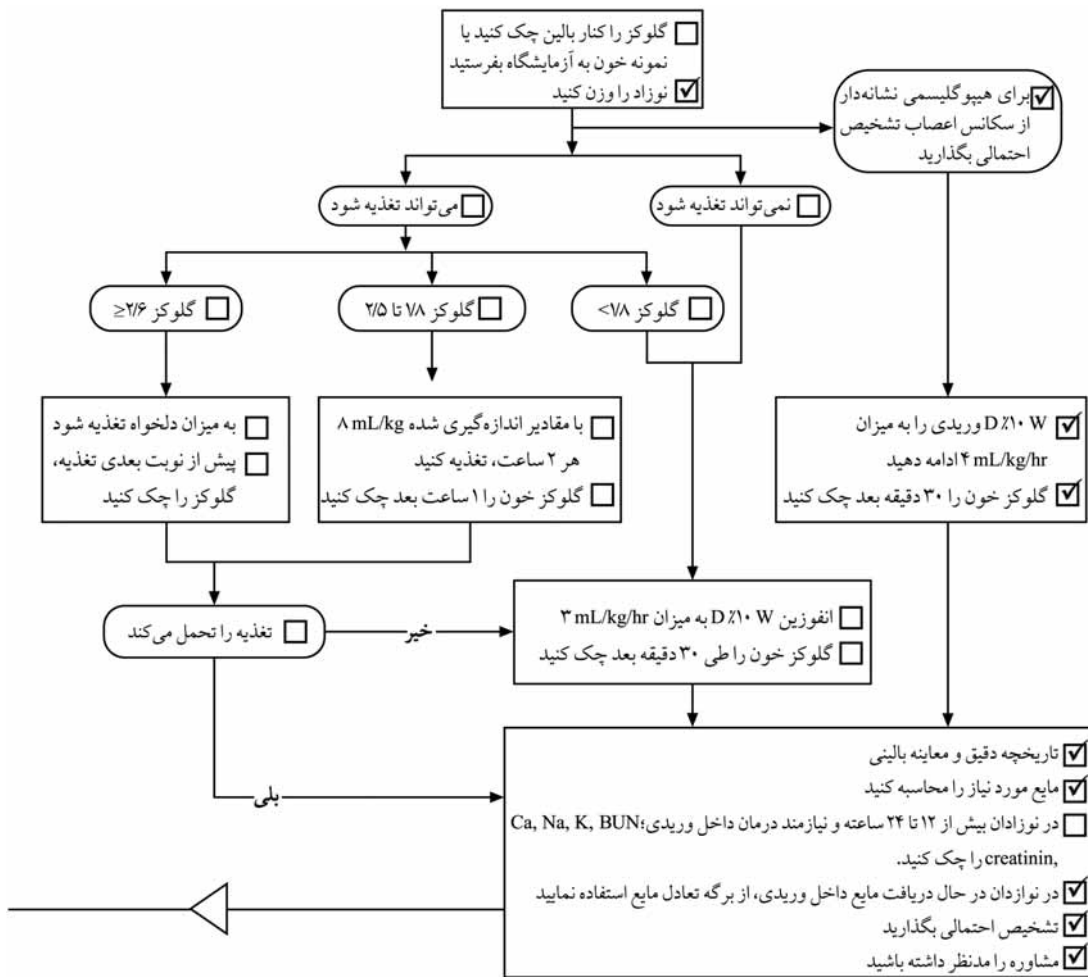 گلوکز را کنار بالین چک کنید یا
نمونه خون به آزمایشگاه بفرستید
نوزاد را وزن کنید
برای هیپوگلیسمی نشانه‌دار
از سکانس اعصاب تشخیص
احتمالی بگذارید
نمی‌تواند تغذیه شود
می‌تواند تغذیه شود
گلوکز ۱/۸>
گلوکز ۱/۸ تا ۲/۵
گلوکز ۲/۶≤
D٪۱۰ W وریدی را به میزان
۴ mL/kg/hr ادامه دهید
گلوکز خون را ۳۰ دقیقه بعد چک کنید
با مقادیر اندازه‌گیری شده ۸ mL/kg
هر ۲ ساعت، تغذیه کنید
گلوکز خون را ۱ ساعت بعد چک کنید
به میزان دلخواه تغذیه شود
پیش از نوبت بعدی تغذیه،
گلوکز را چک کنید
انفوزین D٪۱۰ W به میزان ۳ mL/kg/hr
گلوکز خون را طی ۳۰ دقیقه بعد چک کنید
خیر
تغذیه را تحمل می‌کند
بلی
تاریخچه دقیق و معاینه بالینی
مایع مورد نیاز را محاسبه کنید
در نوزادان بیش از ۱۲ تا ۲۴ ساعته و نیازمند درمان داخل وریدی؛ Ca, Na, K, BUN
,creatinin را چک کنید.
در نوازدان در حال دریافت مایع داخل وریدی، از برگه تعادل مایع استفاده نمایید
تشخیص احتمالی بگذارید
مشاوره را مدنظر داشته باشید